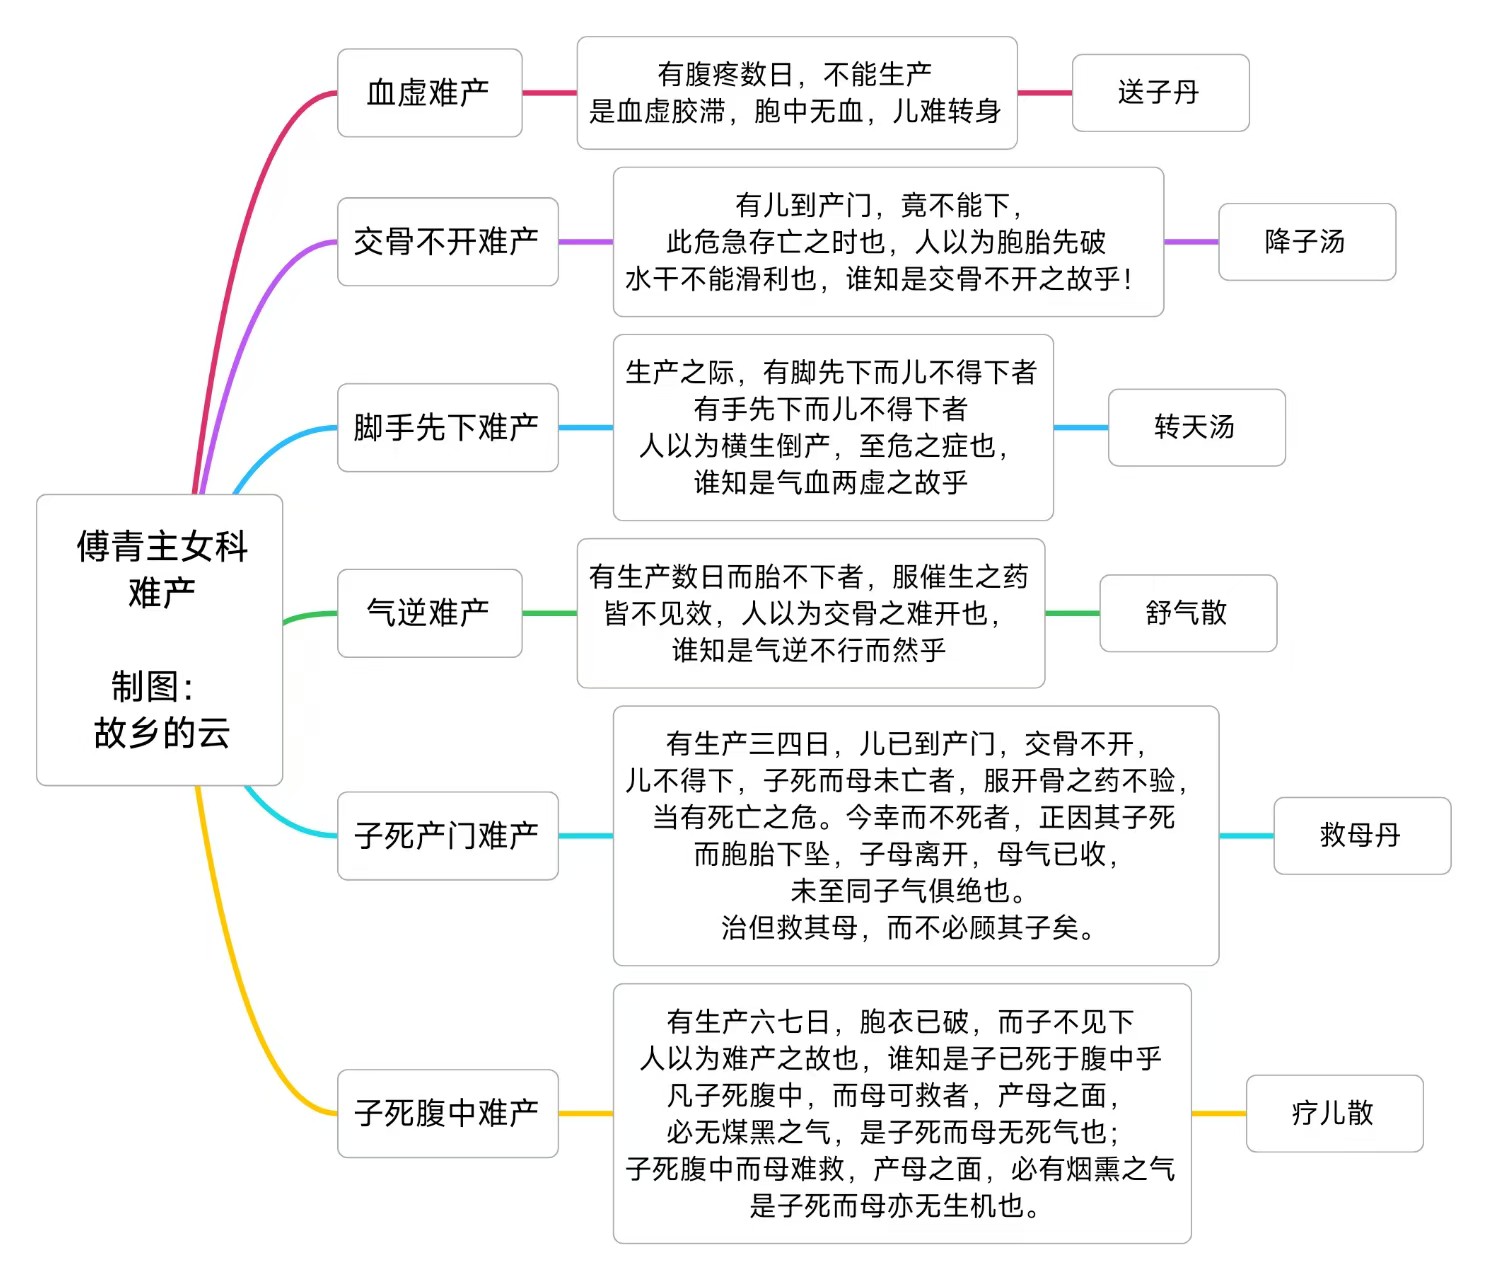 傅青主女科
难产
制图：
故乡的云
血虚难产
有腹疼数日，不能生产
是血虚胶滞，胞中无血，儿难转身
送子丹
交骨不开难产
有儿到产门，竟不能下，
此危急存亡之时也，人以为胞胎先破
水干不能滑利也，谁知是交骨不开之故乎！
降子汤
脚手先下难产
生产之际，有脚先下而儿不得下者
有手先下而儿不得下者
人以为横生倒产，至危之症也，
谁知是气血两虚之故乎
转天汤
气逆难产
有生产数日而胎不下者，服催生之药
皆不见效，人以为交骨之难开也，
谁知是气逆不行而然乎
舒气散
子死产门难产
有生产三四日，儿已到产门，交骨不开，
儿不得下，子死而母未亡者，服开骨之药不验，
当有死亡之危。今幸而不死者，正因其子死
而胞胎下坠，子母离开，母气已收，
未至同子气俱绝也。
治但救其母，而不必顾其子矣。
救母丹
子死腹中难产
有生产六七日，胞衣已破，而子不见下
人以为难产之故也，谁知是子已死于腹中乎
凡子死腹中，而母可救者，产母之面，
必无煤黑之气，是子死而母无死气也；
子死腹中而母难救，产母之面，必有烟熏之气
是子死而母亦无生机也。
疗儿散